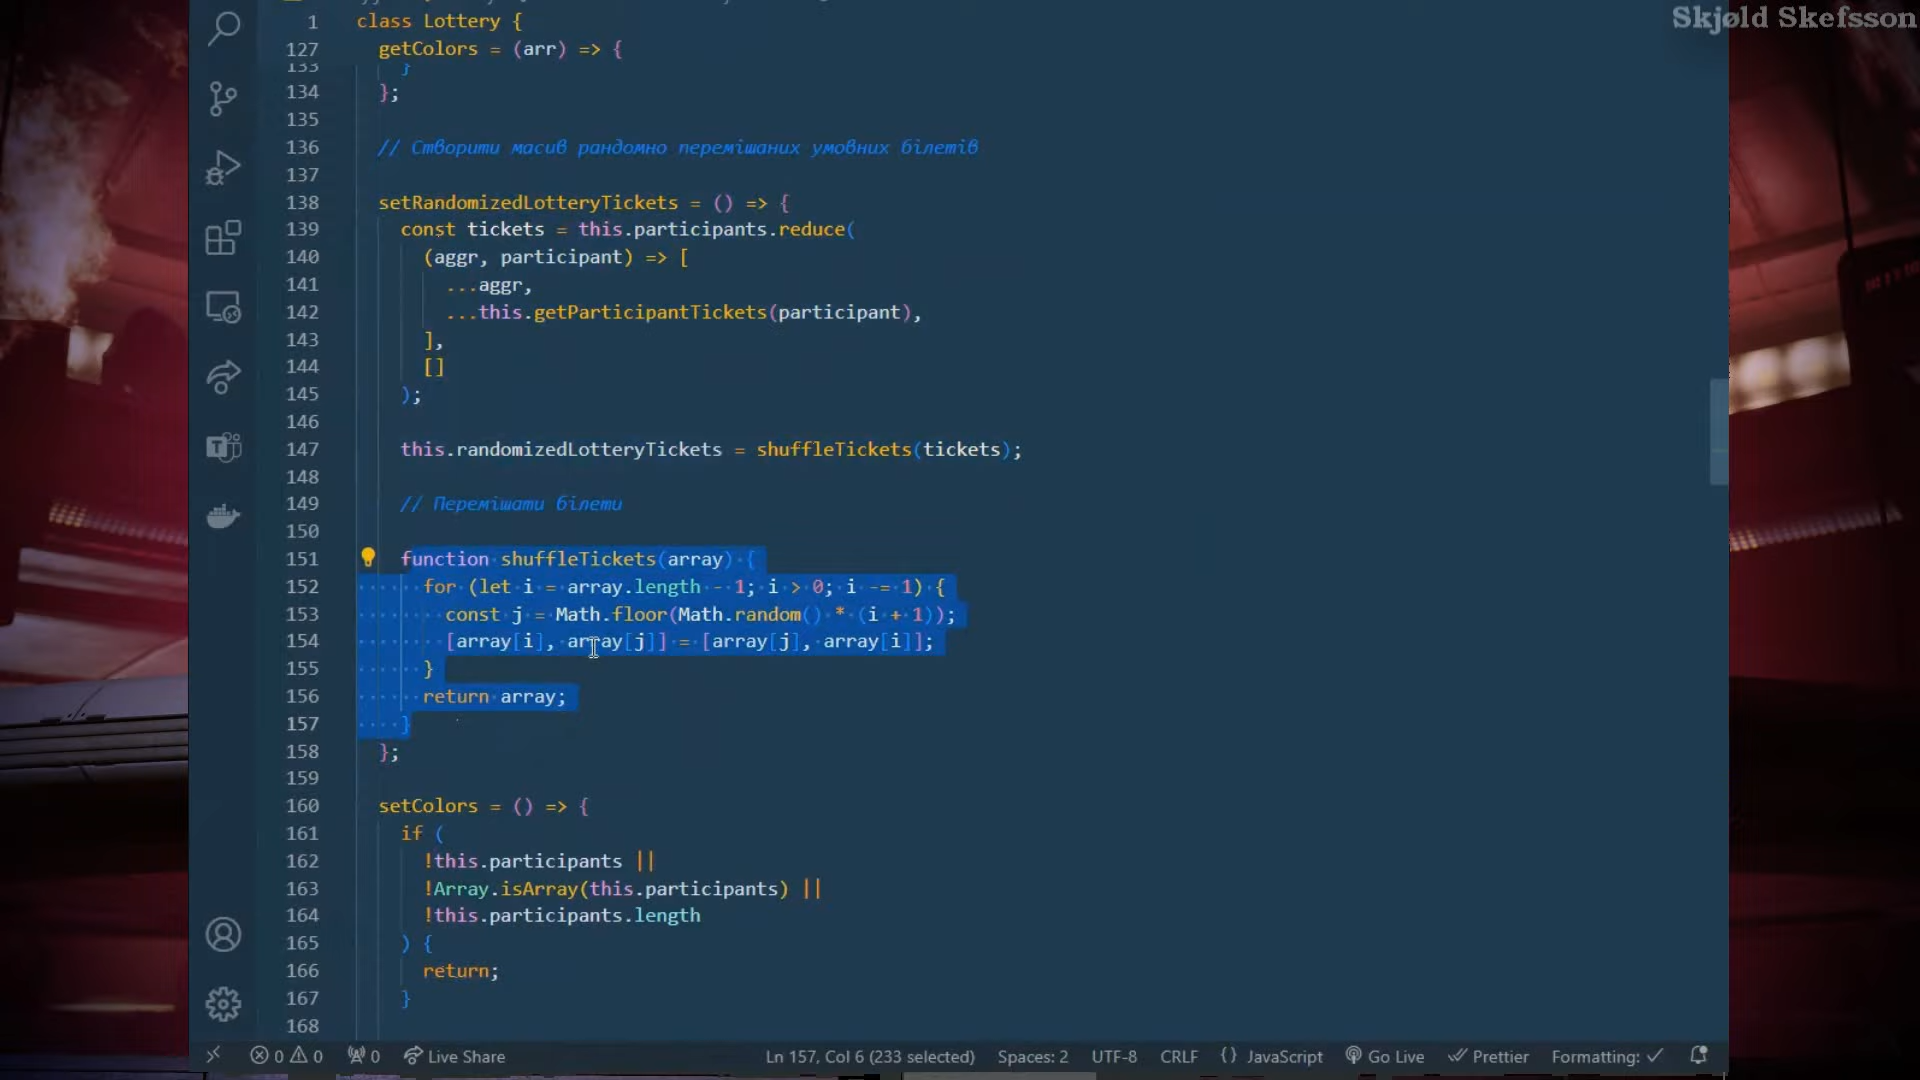 Skjøld Skefsson
1 class Lottery {
127 getColors = (arr) => {
133 }
134 };
135
136 // Створити масив рандомно перемішаних умовних білетів
137
138 setRandomizedLotteryTickets = () => {
139 const tickets = this.participants.reduce(
140 (aggr, participant) => [
141 ...aggr,
142 ...this.getParticipantTickets(participant),
143 ],
144 []
145 );
146
147 this.randomizedLotteryTickets = shuffleTickets(tickets);
148
149 // Перемішати білети
150
151 function shuffleTickets(array) {
152 for (let i = array.length - 1; i > 0; i -= 1) {
153 const j = Math.floor(Math.random() * (i + 1));
154 [array[i], array[j]] = [array[j], array[i]];
155 }
156 return array;
157 }
158 };
159
160 setColors = () => {
161 if (
162 !this.participants ||
163 !Array.isArray(this.participants) ||
164 !this.participants.length
165 ) {
166 return;
167 }
168
0 0 0 Live Share Ln 157, Col 6 (233 selected) Spaces: 2 UTF-8 CRLF {} JavaScript Go Live Prettier Formatting: ✓